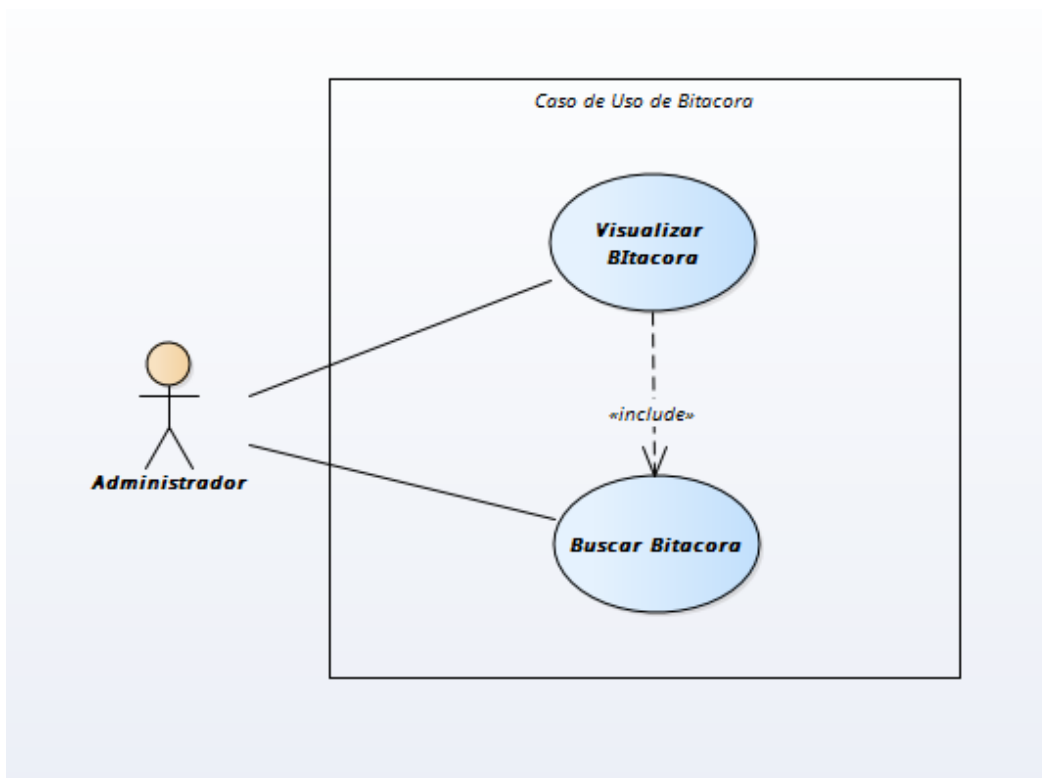 Caso de Uso de Bitacora
Visualizar
BItacora
«include»
Administrador
Buscar Bitacora